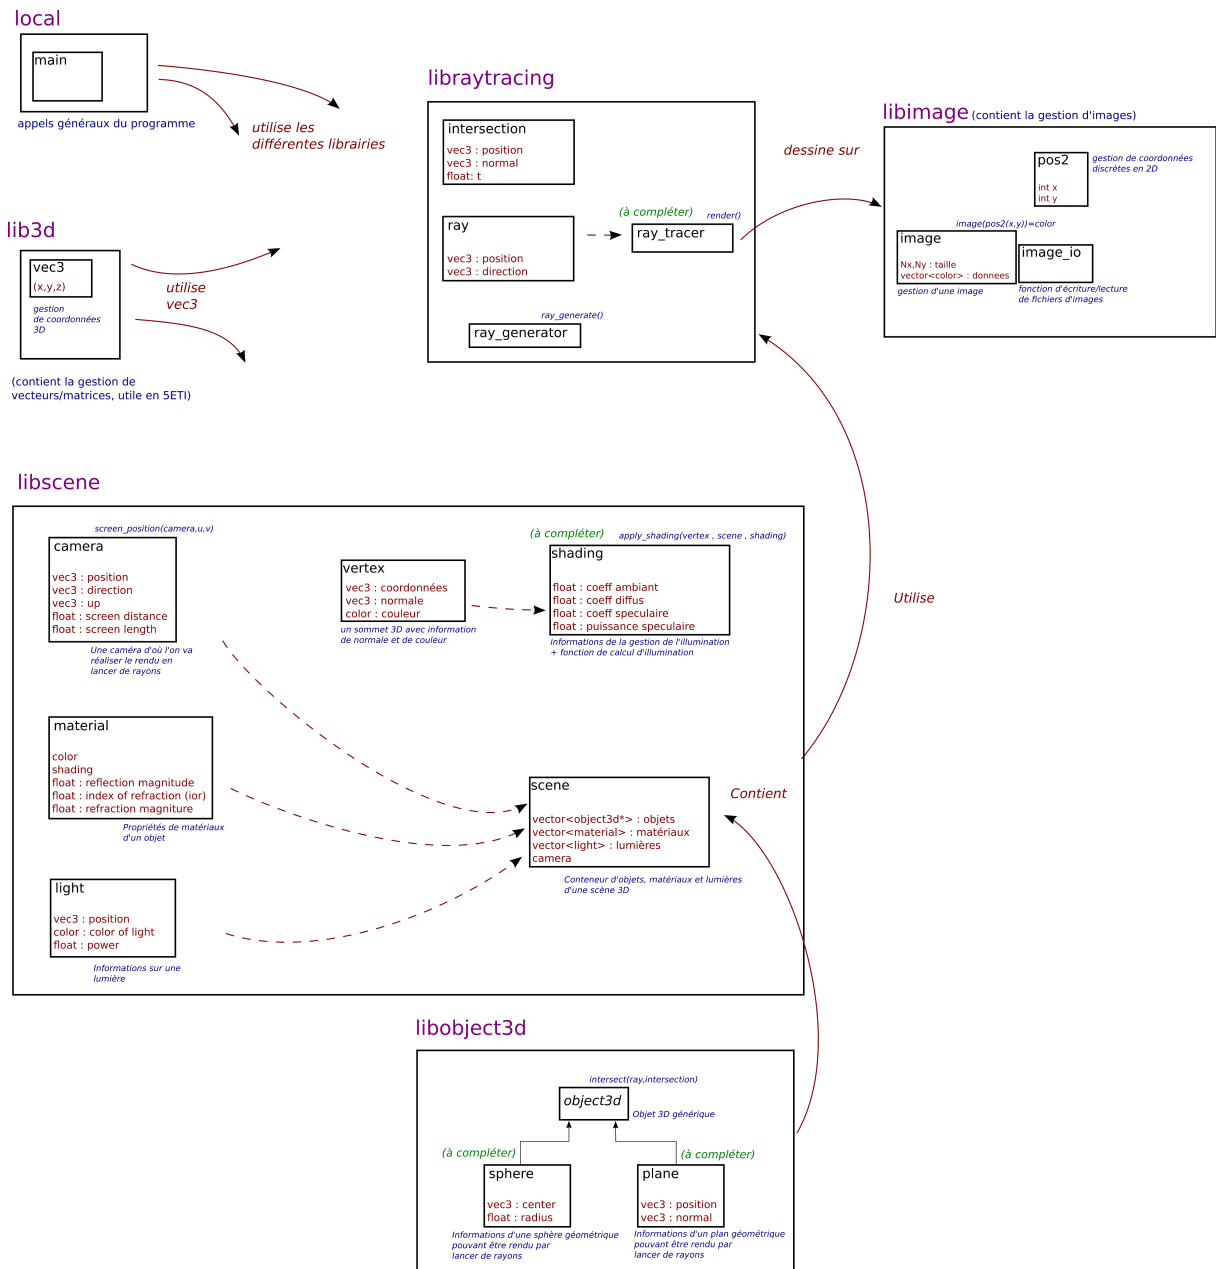 local
main
appels généraux du programme
utilise les
différentes librairies
lib3d
vec3
(x,y,z)
gestion
de coordonnées
3D
utilise
vec3
(contient la gestion de
vecteurs/matrices, utile en 5ETI)
libraytracing
intersection
vec3 : position
vec3 : normal
float: t
ray
vec3 : position
vec3 : direction
(à compléter)
render()
ray_tracer
ray_generate()
ray_generator
dessine sur
libimage (contient la gestion d'images)
pos2
int x
int y
gestion de coordonnées
discrètes en 2D
image(pos2(x,y))=color
image
Nx,Ny : taille
vector<color> : donnees
gestion d'une image
image_io
fonction d'écriture/lecture
de fichiers d'images
Utilise
libscene
screen_position(camera,u,v)
camera
vec3 : position
vec3 : direction
vec3 : up
float : screen distance
float : screen length
Une caméra d'où l'on va
réaliser le rendu en
lancer de rayons
vertex
vec3 : coordonnées
vec3 : normale
color : couleur
un sommet 3D avec information
de normale et de couleur
(à compléter)
apply_shading(vertex , scene , shading)
shading
float : coeff ambiant
float : coeff diffus
float : coeff speculaire
float : puissance speculaire
informations de la gestion de l'illumination
+ fonction de calcul d'illumination
material
color
shading
float : reflection magnitude
float : index of refraction (ior)
float : refraction magniture
Propriétés de matériaux
d'un objet
scene
vector<object3d*> : objets
vector<material> : matériaux
vector<light> : lumières
camera
Conteneur d'objets, matériaux et lumières
d'une scène 3D
Contient
light
vec3 : position
color : color of light
float : power
Informations sur une
lumière
libobject3d
intersect(ray,intersection)
object3d
Objet 3D générique
(à compléter)
sphere
vec3 : center
float : radius
Informations d'une sphère géométrique
pouvant être rendu par
lancer de rayons
(à compléter)
plane
vec3 : position
vec3 : normal
Informations d'un plan géométrique
pouvant être rendu par
lancer de rayons